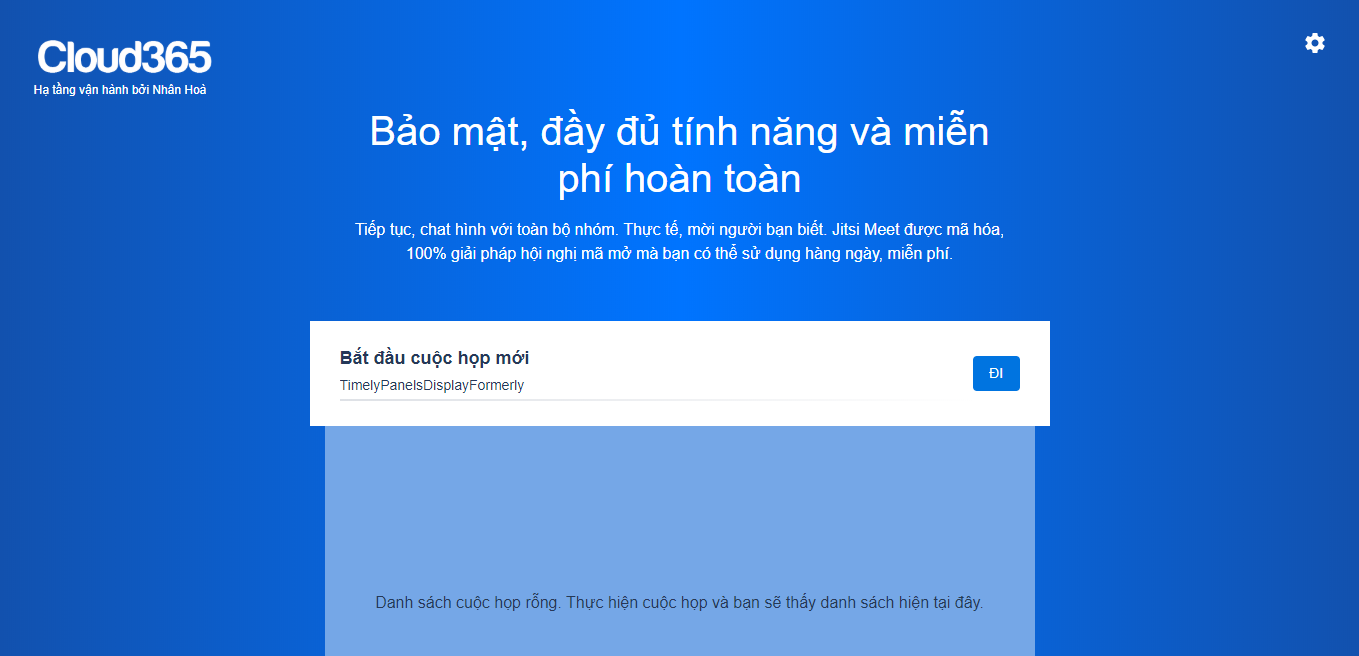 Cloud365
Hạ tầng vận hành bởi Nhân Hoà
Bảo mật, đầy đủ tính năng và miễn
phí hoàn toàn
Tiếp tục, chat hình với toàn bộ nhóm. Thực tế, mời người bạn biết. Jitsi Meet được mã hóa,
100% giải pháp hội nghị mã mở mà bạn có thể sử dụng hàng ngày, miễn phí.
Bắt đầu cuộc họp mới
TimelyPanelsDisplayFormerly
ĐI
Danh sách cuộc họp rỗng. Thực hiện cuộc họp và bạn sẽ thấy danh sách hiện tại đây.